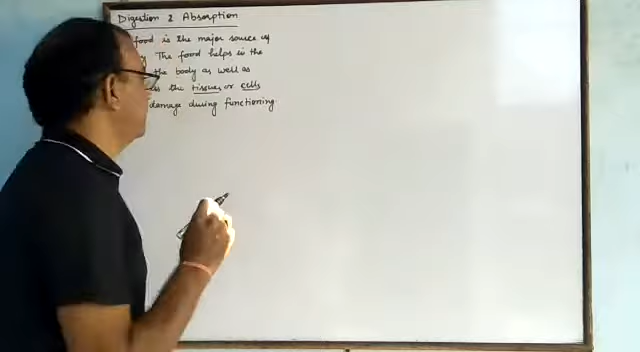 Digestion & Absorption
food is the major source of
The food helps in the
the body as well as
the tissues or cells
damage during functioning